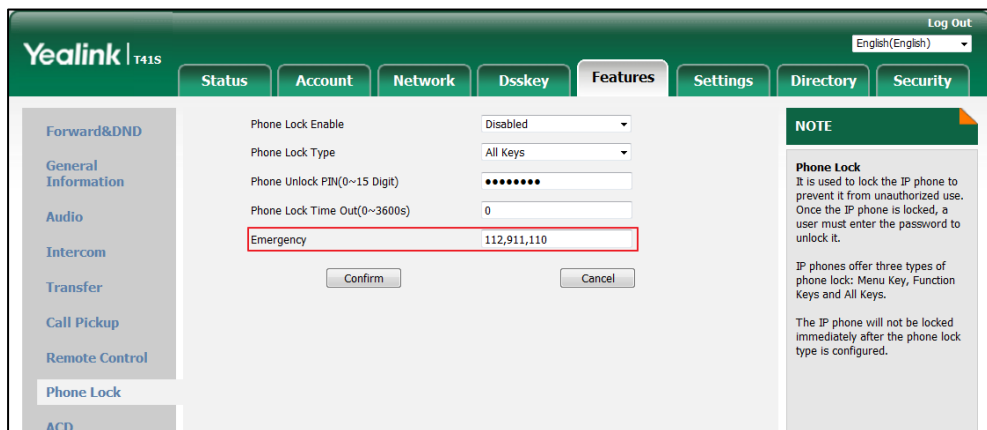 Log Out
Yealink | T41S
English(English)
Status Account Network Dsskey Features Settings Directory Security
Forward&DND
General
Information
Audio
Intercom
Transfer
Call Pickup
Remote Control
Phone Lock
ACD
Phone Lock Enable Disabled
Phone Lock Type All Keys
Phone Unlock PIN(0~15 Digit) ••••••••
Phone Lock Time Out(0~3600s) 0
Emergency 112,911,110
Confirm Cancel
NOTE
Phone Lock
It is used to lock the IP phone to
prevent it from unauthorized use.
Once the IP phone is locked, a
user must enter the password to
unlock it.
IP phones offer three types of
phone lock: Menu Key, Function
Keys and All Keys.
The IP phone will not be locked
immediately after the phone lock
type is configured.